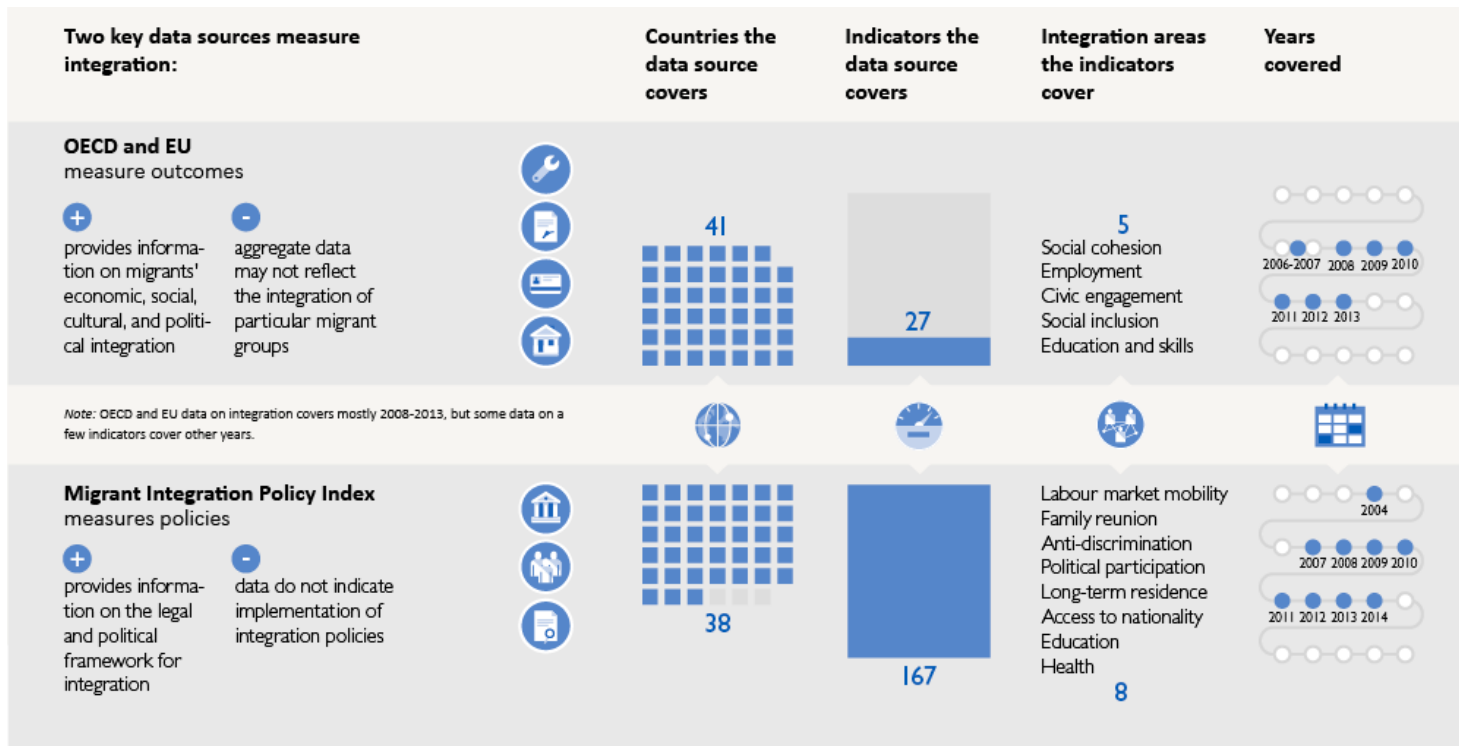 Two key data sources measure
integration:
Countries the
data source
covers
Indicators the
data source
covers
Integration areas
the indicators
cover
Years
covered
OECD and EU
measure outcomes
+
provides informa-
tion on migrants'
economic, social,
cultural, and politi-
cal integration
-
aggregate data
may not reflect
the integration of
particular migrant
groups
41
27
5
Social cohesion
Employment
Civic engagement
Social inclusion
Education and skills
2006-2007 2008 2009 2010
2011 2012 2013
Note: OECD and EU data on integration covers mostly 2008-2013, but some data on a
few indicators cover other years.
Migrant Integration Policy Index
measures policies
+
provides informa-
tion on the legal
and political
framework for
integration
-
data do not indicate
implementation of
integration policies
38
167
Labour market mobility
Family reunion
Anti-discrimination
Political participation
Long-term residence
Access to nationality
Education
Health
8
2004
2007 2008 2009 2010
2011 2012 2013 2014